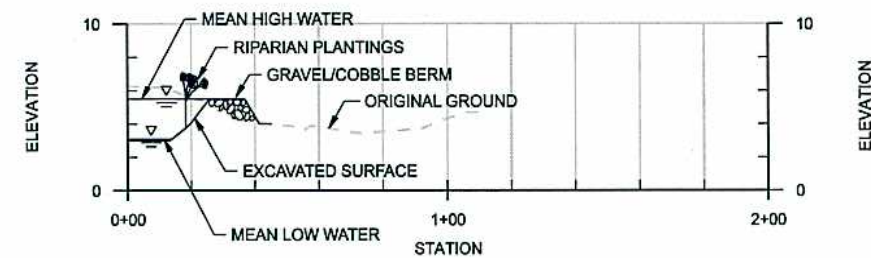 10
MEAN HIGH WATER
10
RIPARIAN PLANTINGS
GRAVEL/COBBLE BERM
ORIGINAL GROUND
ELEVATION
ELEVATION
EXCAVATED SURFACE
0
0
0+00
MEAN LOW WATER
1+00
2+00
STATION